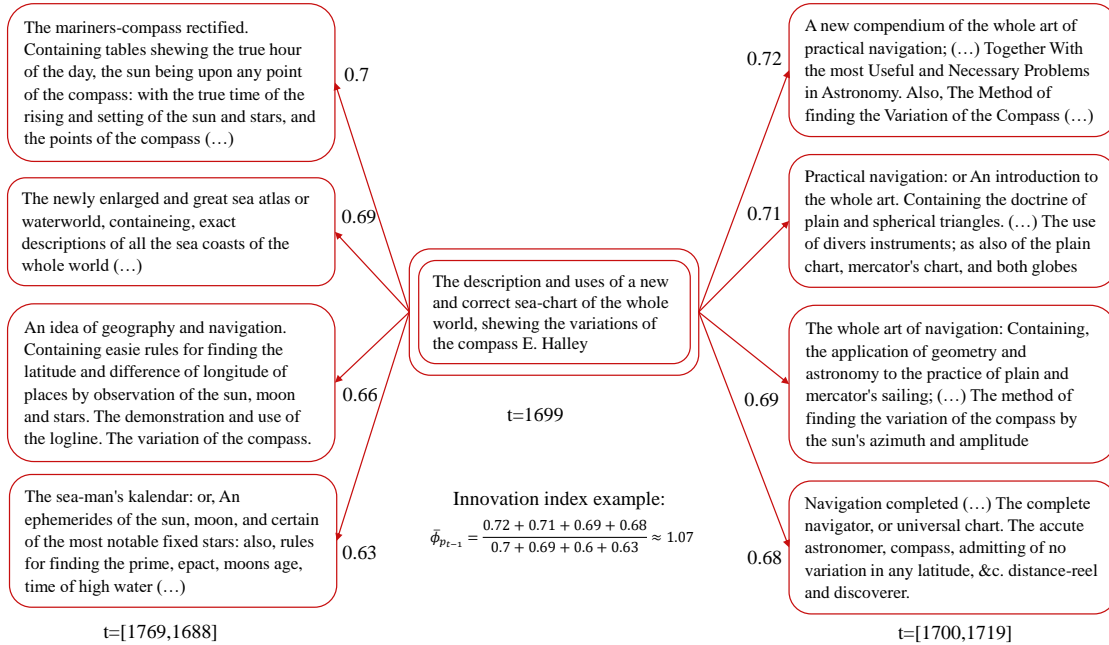 The mariners-compass rectified.
Containing tables shewing the true hour
of the day, the sun being upon any point
of the compass: with the true time of the
rising and setting of the sun and stars, and
the points of the compass (…)
0.7
The newly enlarged and great sea atlas or
waterworld, containeing, exact
descriptions of all the sea coasts of the
whole world (…)
0.69
An idea of geography and navigation.
Containing easie rules for finding the
latitude and difference of longitude of
places by observation of the sun, moon
and stars. The demonstration and use of
the logline. The variation of the compass.
0.66
The sea-man's kalendar: or, An
ephemerides of the sun, moon, and certain
of the most notable fixed stars: also, rules
for finding the prime, epact, moons age,
time of high water (…)
0.63
t=[1769,1688]
The description and uses of a new
and correct sea-chart of the whole
world, shewing the variations of
the compass E. Halley
t=1699
Innovation index example:
ϕ̄_{p_{t−1}} = (0.72 + 0.71 + 0.69 + 0.68) / (0.7 + 0.69 + 0.6 + 0.63) ≈ 1.07
0.72
A new compendium of the whole art of
practical navigation; (…) Together With
the most Useful and Necessary Problems
in Astronomy. Also, The Method of
finding the Variation of the Compass (…)
0.71
Practical navigation: or An introduction to
the whole art. Containing the doctrine of
plain and spherical triangles. (…) The use
of divers instruments; as also of the plain
chart, mercator's chart, and both globes
0.69
The whole art of navigation: Containing,
the application of geometry and
astronomy to the practice of plain and
mercator's sailing; (…) The method of
finding the variation of the compass by
the sun's azimuth and amplitude
0.68
Navigation completed (…) The complete
navigator, or universal chart. The accute
astronomer, compass, admitting of no
variation in any latitude, &c. distance-reel
and discoverer.
t=[1700,1719]